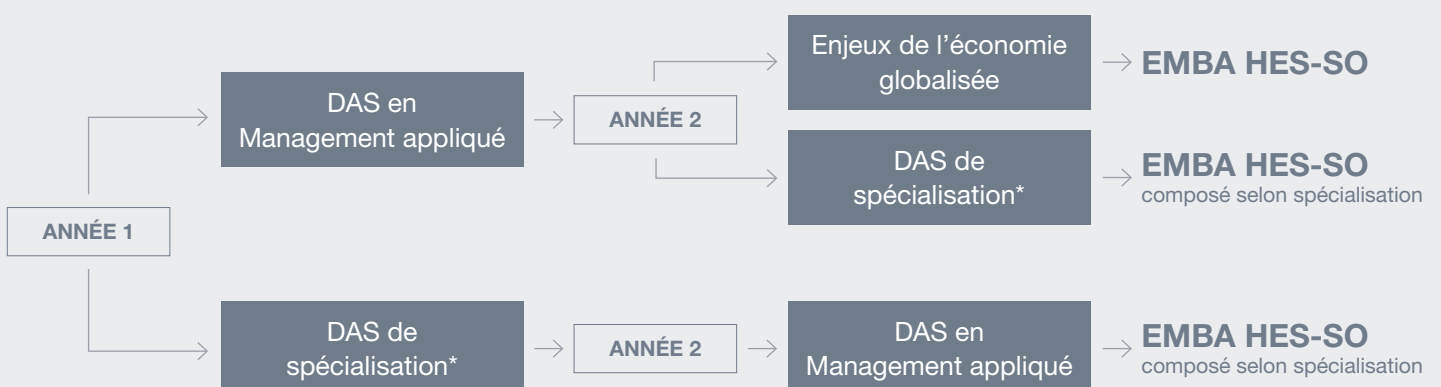 Enjeux de l'économie
globalisée
EMBA HES-SO
DAS en
Management appliqué
ANNÉE 2
DAS de
spécialisation*
EMBA HES-SO
composé selon spécialisation
ANNÉE 1
DAS de
spécialisation*
ANNÉE 2
DAS en
Management appliqué
EMBA HES-SO
composé selon spécialisation